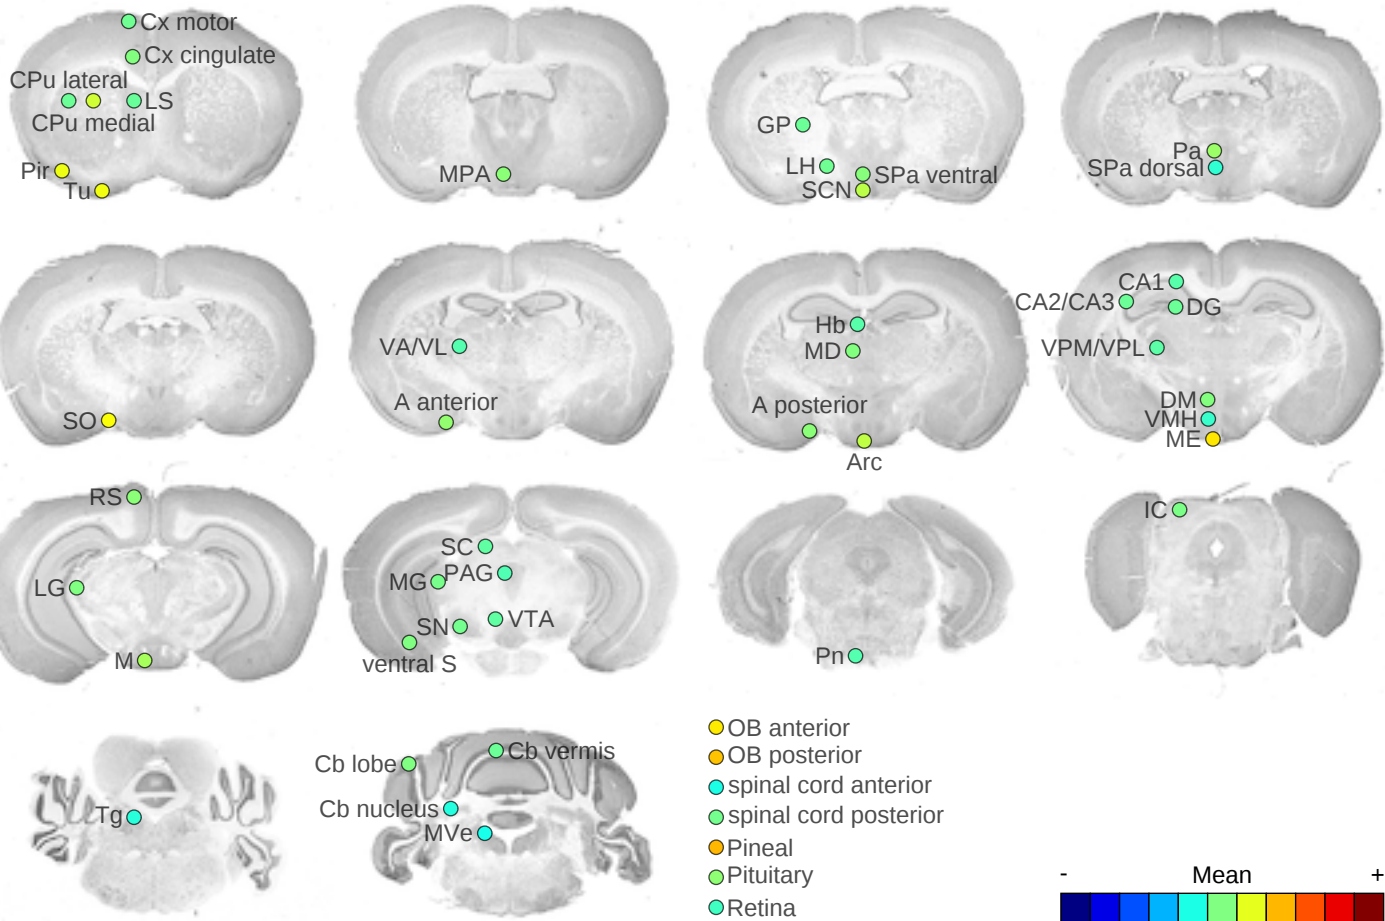 Cx motor
Cx cingulate
CPu lateral
LS
CPu medial
Pir
Tu
MPA
GP
LH
SPa ventral
SCN
Pa
SPa dorsal
SO
VA/VL
A anterior
Hb
MD
A posterior
Arc
CA1
CA2/CA3
DG
VPM/VPL
DM
VMH
ME
RS
LG
M
SC
PAG
MG
VTA
SN
ventral S
Pn
IC
Tg
Cb vermis
Cb lobe
Cb nucleus
MVe
OB anterior
OB posterior
spinal cord anterior
spinal cord posterior
Pineal
Pituitary
Retina
- Mean +